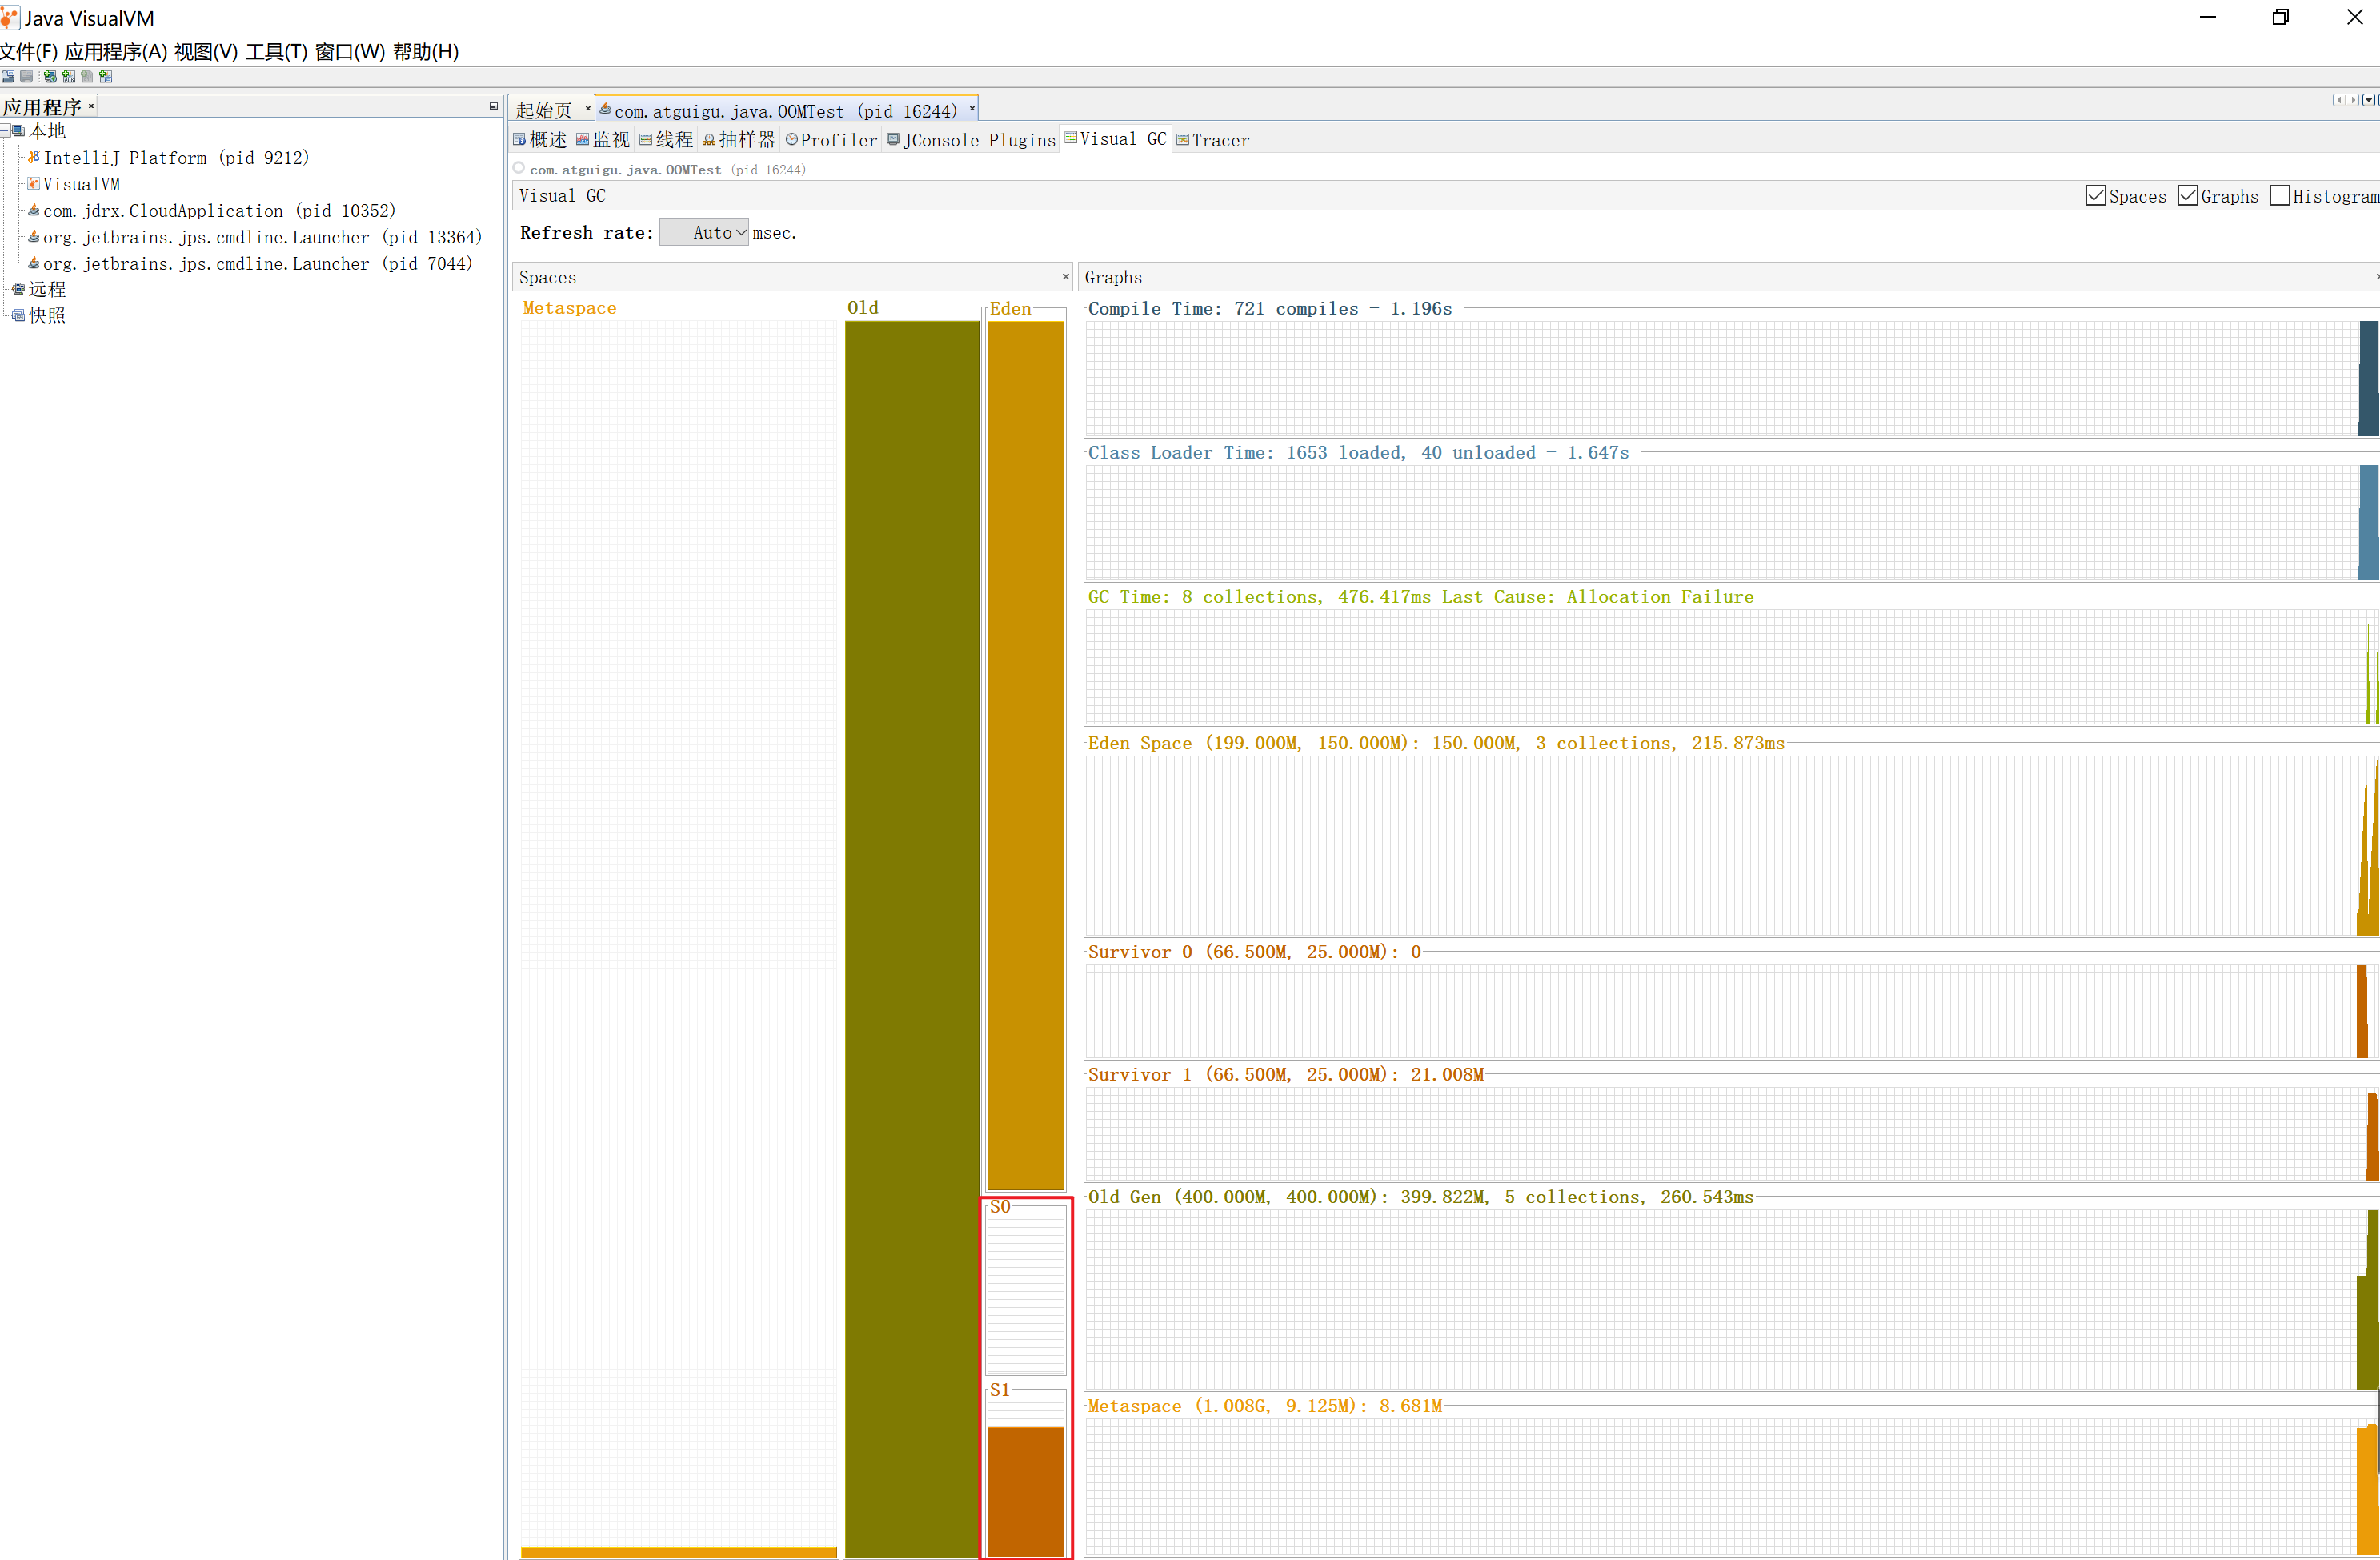 Java VisualVM
文件(F) 应用程序(A) 视图(V) 工具(T) 窗口(W) 帮助(H)
应用程序
本地
IntelliJ Platform (pid 9212)
VisualVM
com.jdrx.CloudApplication (pid 10352)
org.jetbrains.jps.cmdline.Launcher (pid 13364)
org.jetbrains.jps.cmdline.Launcher (pid 7044)
远程
快照
起始页 com.atguigu.java.OOMTest (pid 16244)
概述 监视 线程 抽样器 Profiler JConsole Plugins Visual GC Tracer
com.atguigu.java.OOMTest (pid 16244)
Visual GC Spaces Graphs Histogram
Refresh rate: Auto msec.
Spaces
Metaspace Old Eden
S0
S1
Graphs
Compile Time: 721 compiles - 1.196s
Class Loader Time: 1653 loaded, 40 unloaded - 1.647s
GC Time: 8 collections, 476.417ms Last Cause: Allocation Failure
Eden Space (199.000M, 150.000M): 150.000M, 3 collections, 215.873ms
Survivor 0 (66.500M, 25.000M): 0
Survivor 1 (66.500M, 25.000M): 21.008M
Old Gen (400.000M, 400.000M): 399.822M, 5 collections, 260.543ms
Metaspace (1.008G, 9.125M): 8.681M